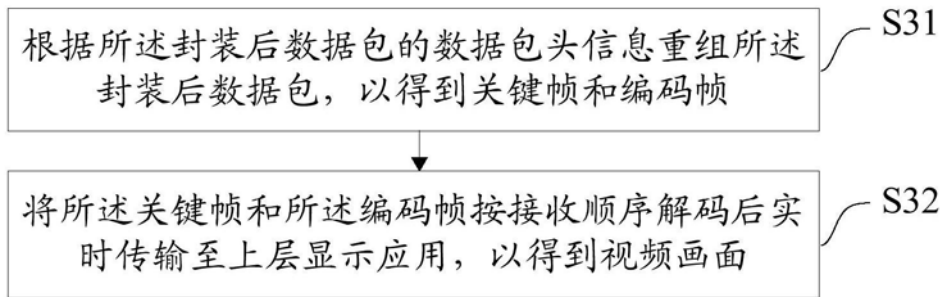 根据所述封装后数据包的数据包头信息重组所述
封装后数据包，以得到关键帧和编码帧
S31
将所述关键帧和所述编码帧按接收顺序解码后实
时传输至上层显示应用，以得到视频画面
S32